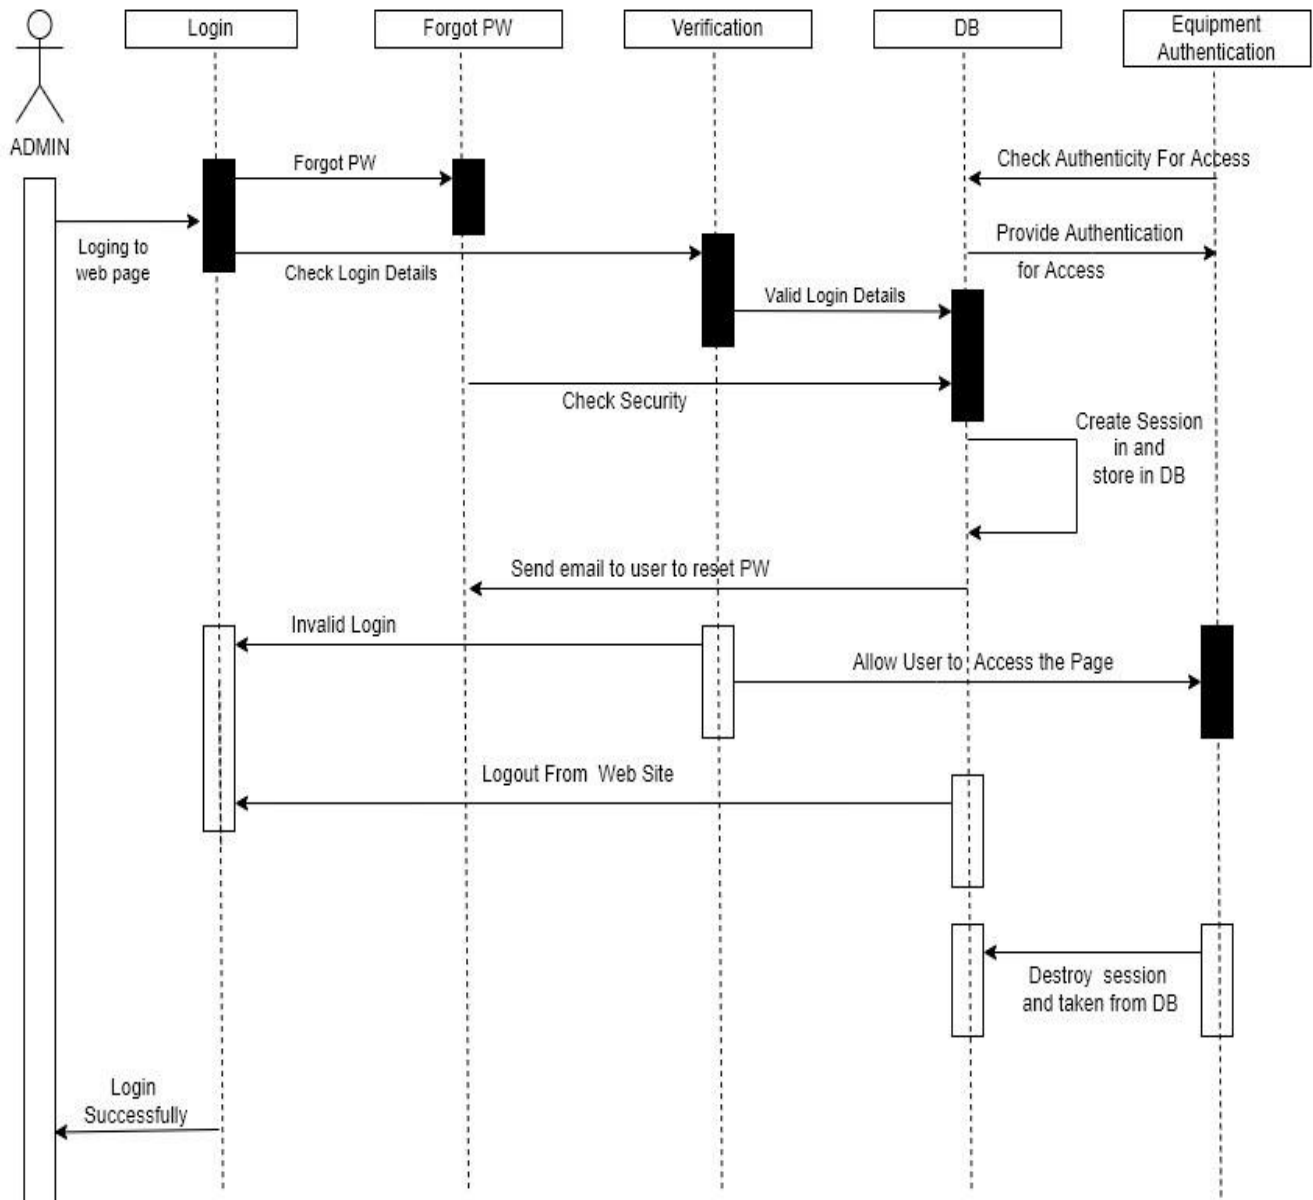 Login
Forgot PW
Verification
DB
Equipment
Authentication
ADMIN
Forgot PW
Check Authenticity For Access
Loging to
web page
Provide Authentication
for Access
Check Login Details
Valid Login Details
Check Security
Create Session
in and
store in DB
Send email to user to reset PW
Invalid Login
Allow User to Access the Page
Logout From Web Site
Destroy session
and taken from DB
Login
Successfully